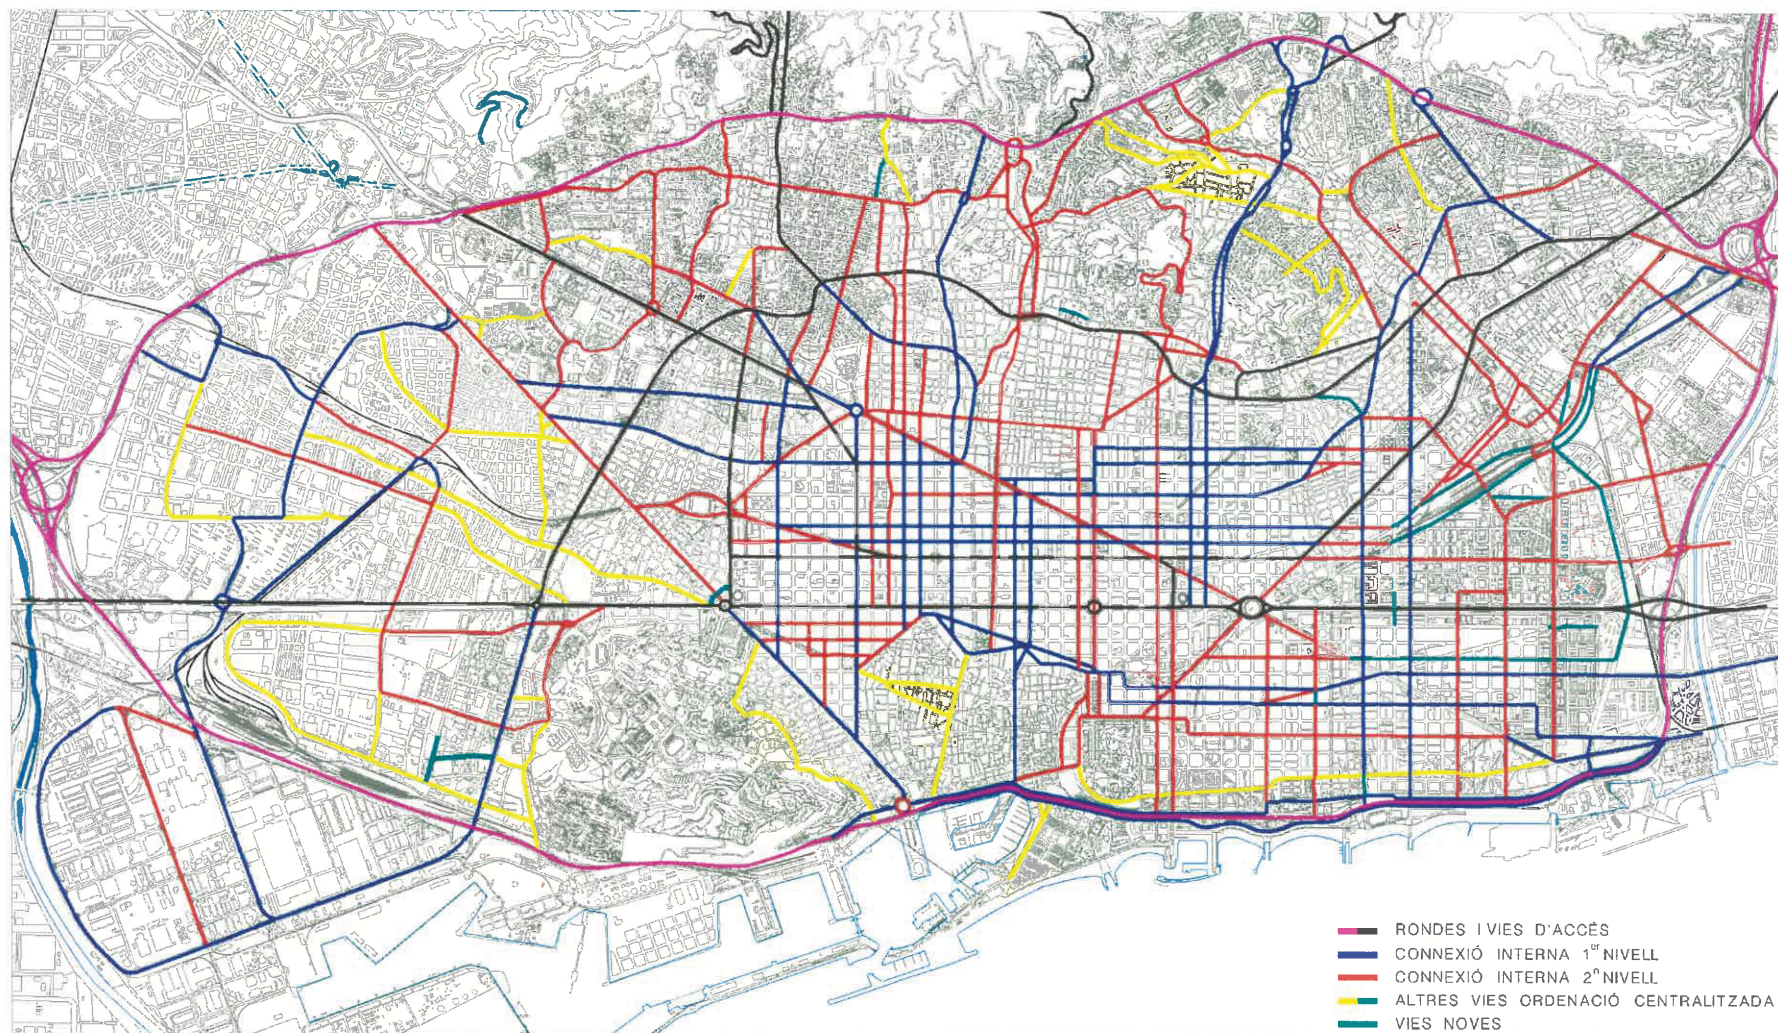 RONDES I VIES D'ACCÉS
CONNEXIÓ INTERNA 1er NIVELL
CONNEXIÓ INTERNA 2n NIVELL
ALTRES VIES ORDENACIÓ CENTRALITZADA
VIES NOVES